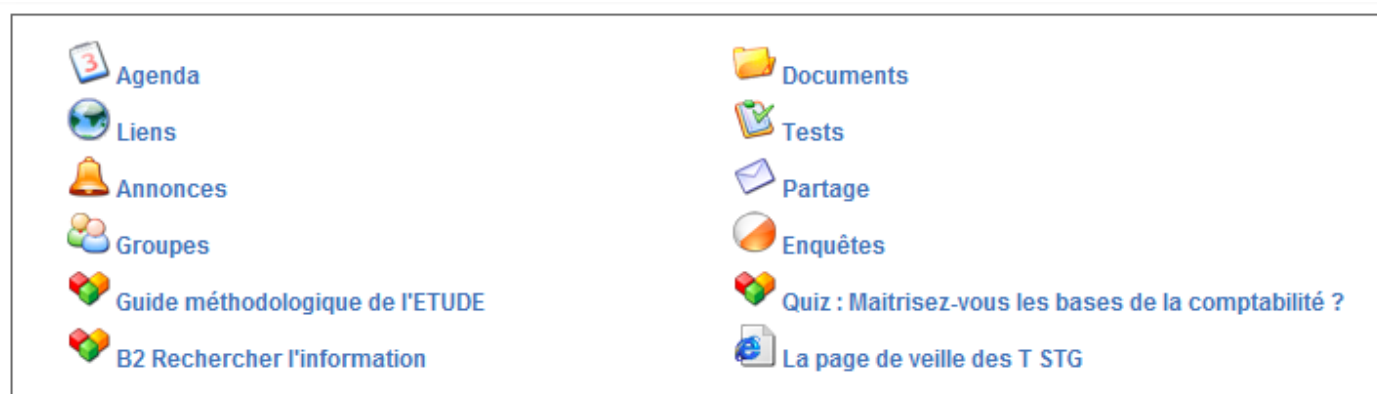 3 Agenda
Documents
Liens
Tests
Annonces
Partage
Groupes
Enquêtes
Guide méthodologique de l'ETUDE
Quiz : Maitrisez-vous les bases de la comptabilité ?
B2 Rechercher l'information
La page de veille des T STG